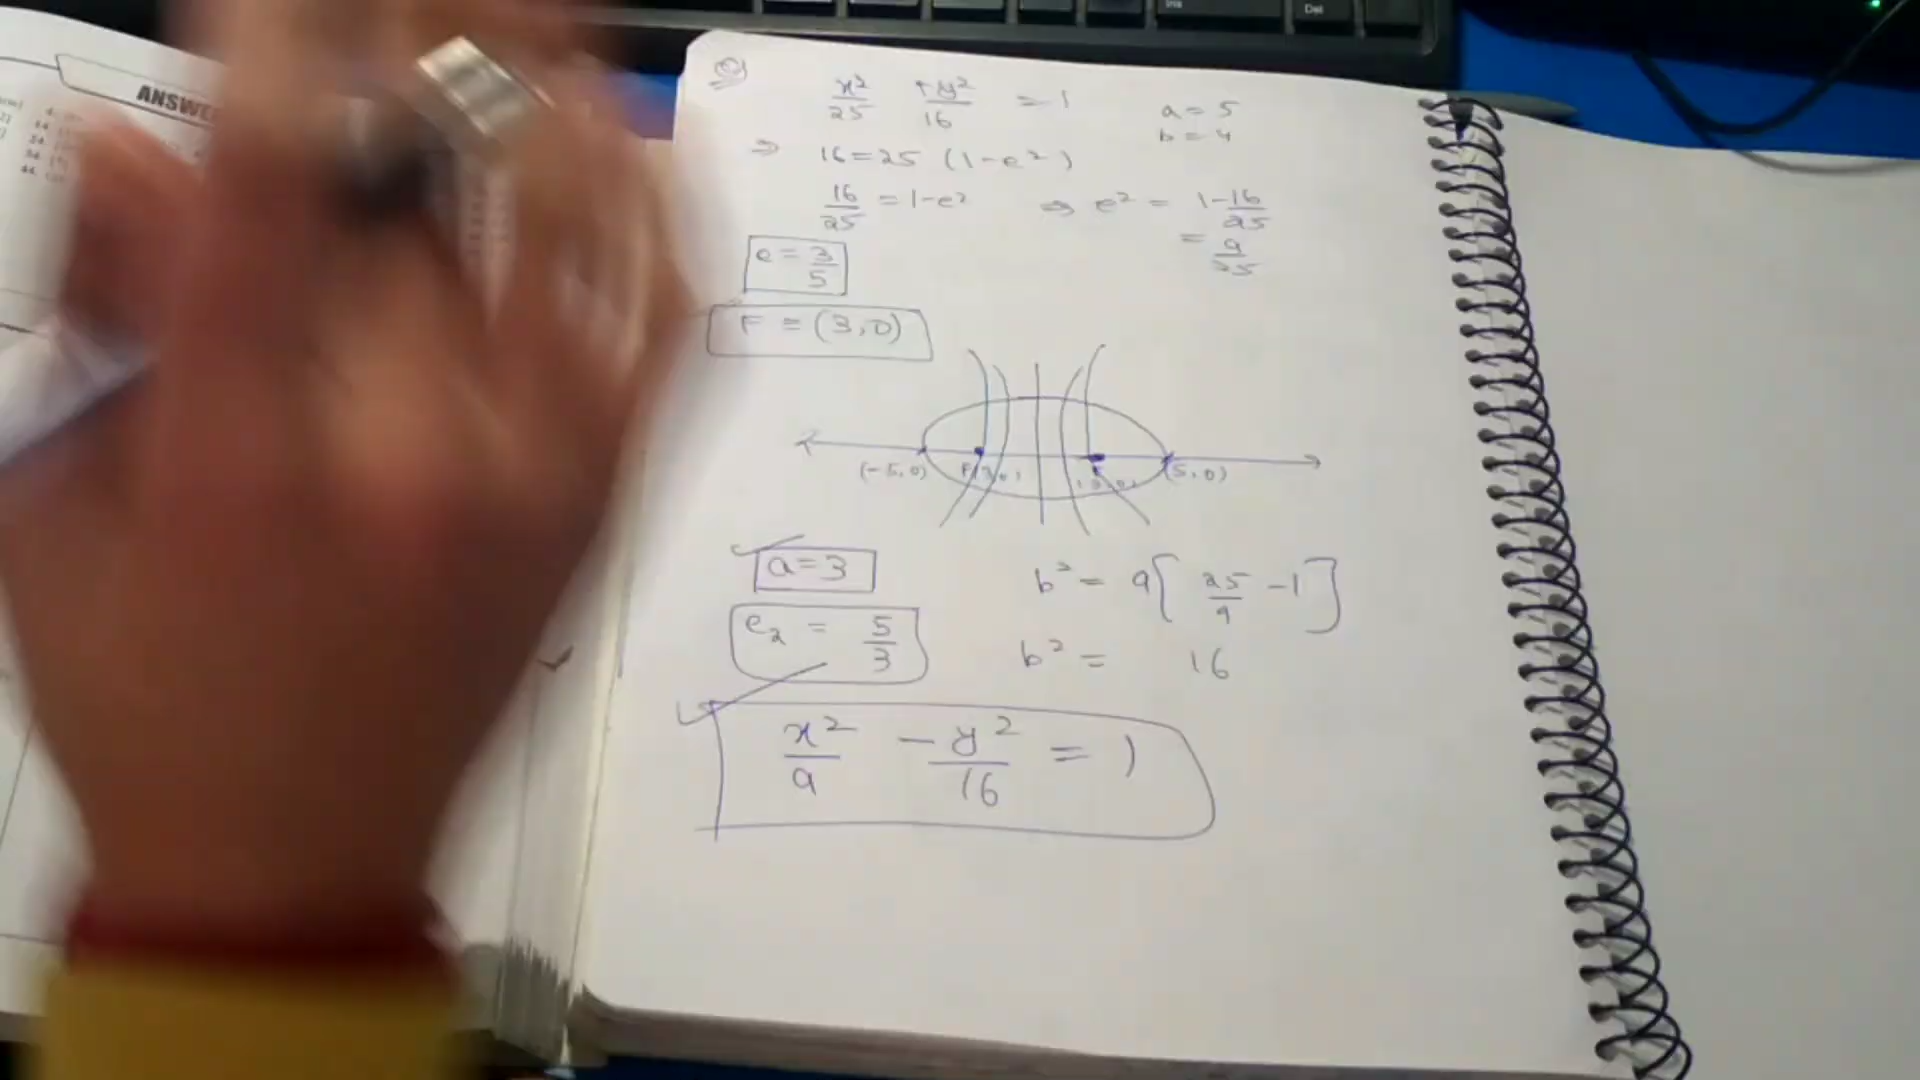 Ins
Del
ANSWE
x²/25 + y²/16 = 1
a = 5
b = 4
⇒ 16 = 25 (1 - e²)
16/25 = 1 - e² ⇒ e² = 1 - 16/25
= 9/25
e = 3/5
F ≡ (3,0)
(-5,0)
(5,0)
a = 3
b² = 9[25/9 - 1]
e₂ = 5/3
b² = 16
x²/9 - y²/16 = 1